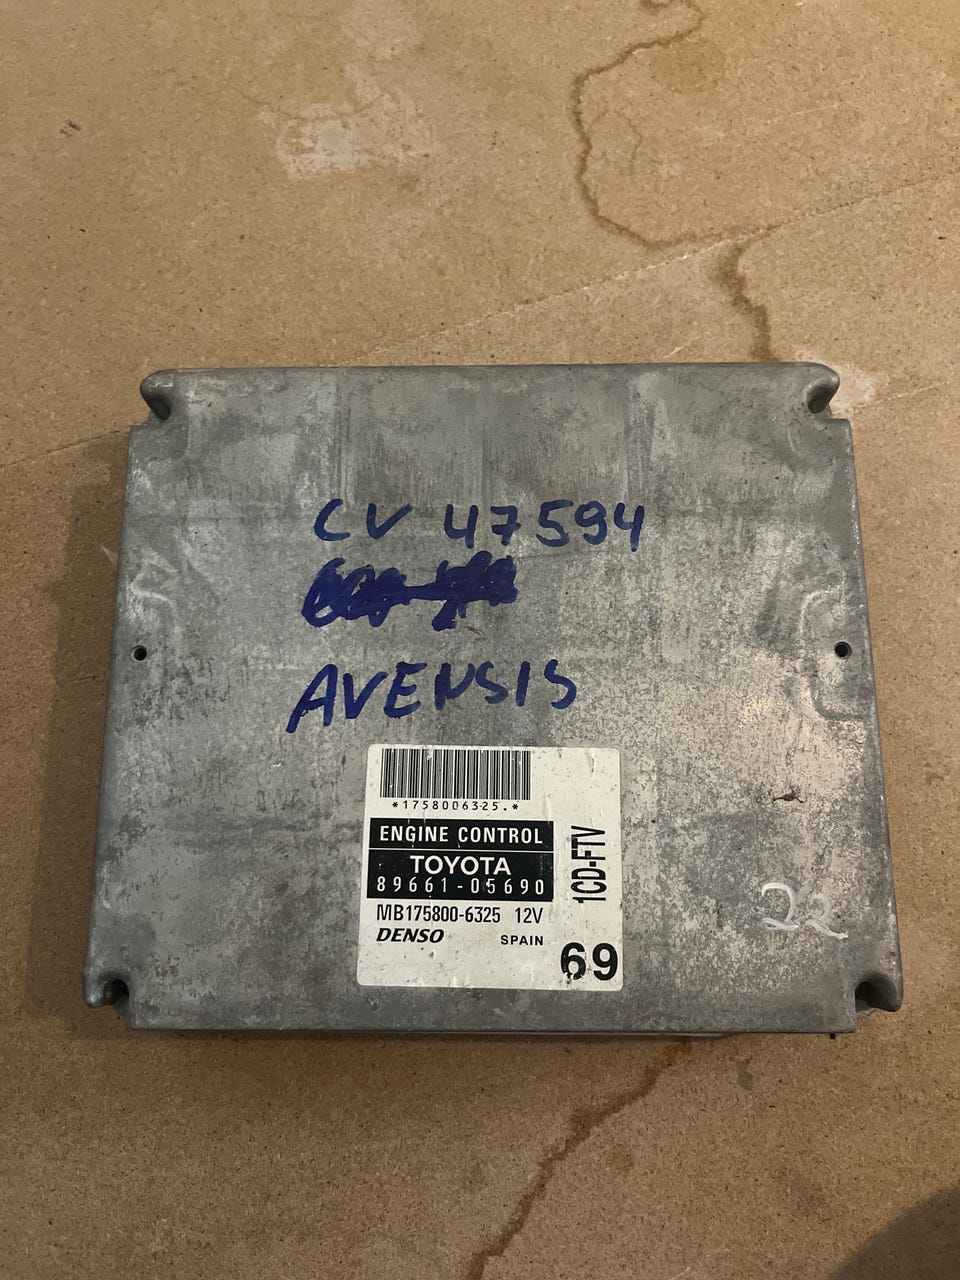 CV 47594
AVENSIS
*1758006325.*
ENGINE CONTROL
TOYOTA
89661-05690
MB175800-6325 12V
DENSO SPAIN
1CD-FTV
69
22